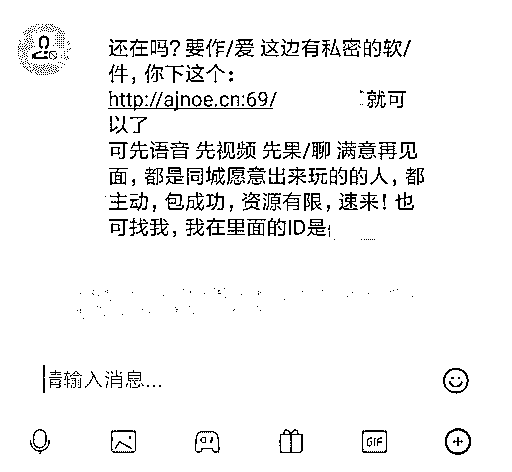 还在吗？要作/爱 这边有私密的软/
件，你下这个：
http://ajnoe.cn:69/ 就可
以了
可先语音 先视频 先果/聊 满意再见
面，都是同城愿意出来玩的的人，都
主动，包成功，资源有限，速来！也
可找我，我在里面的ID是
请输入消息...
GIF